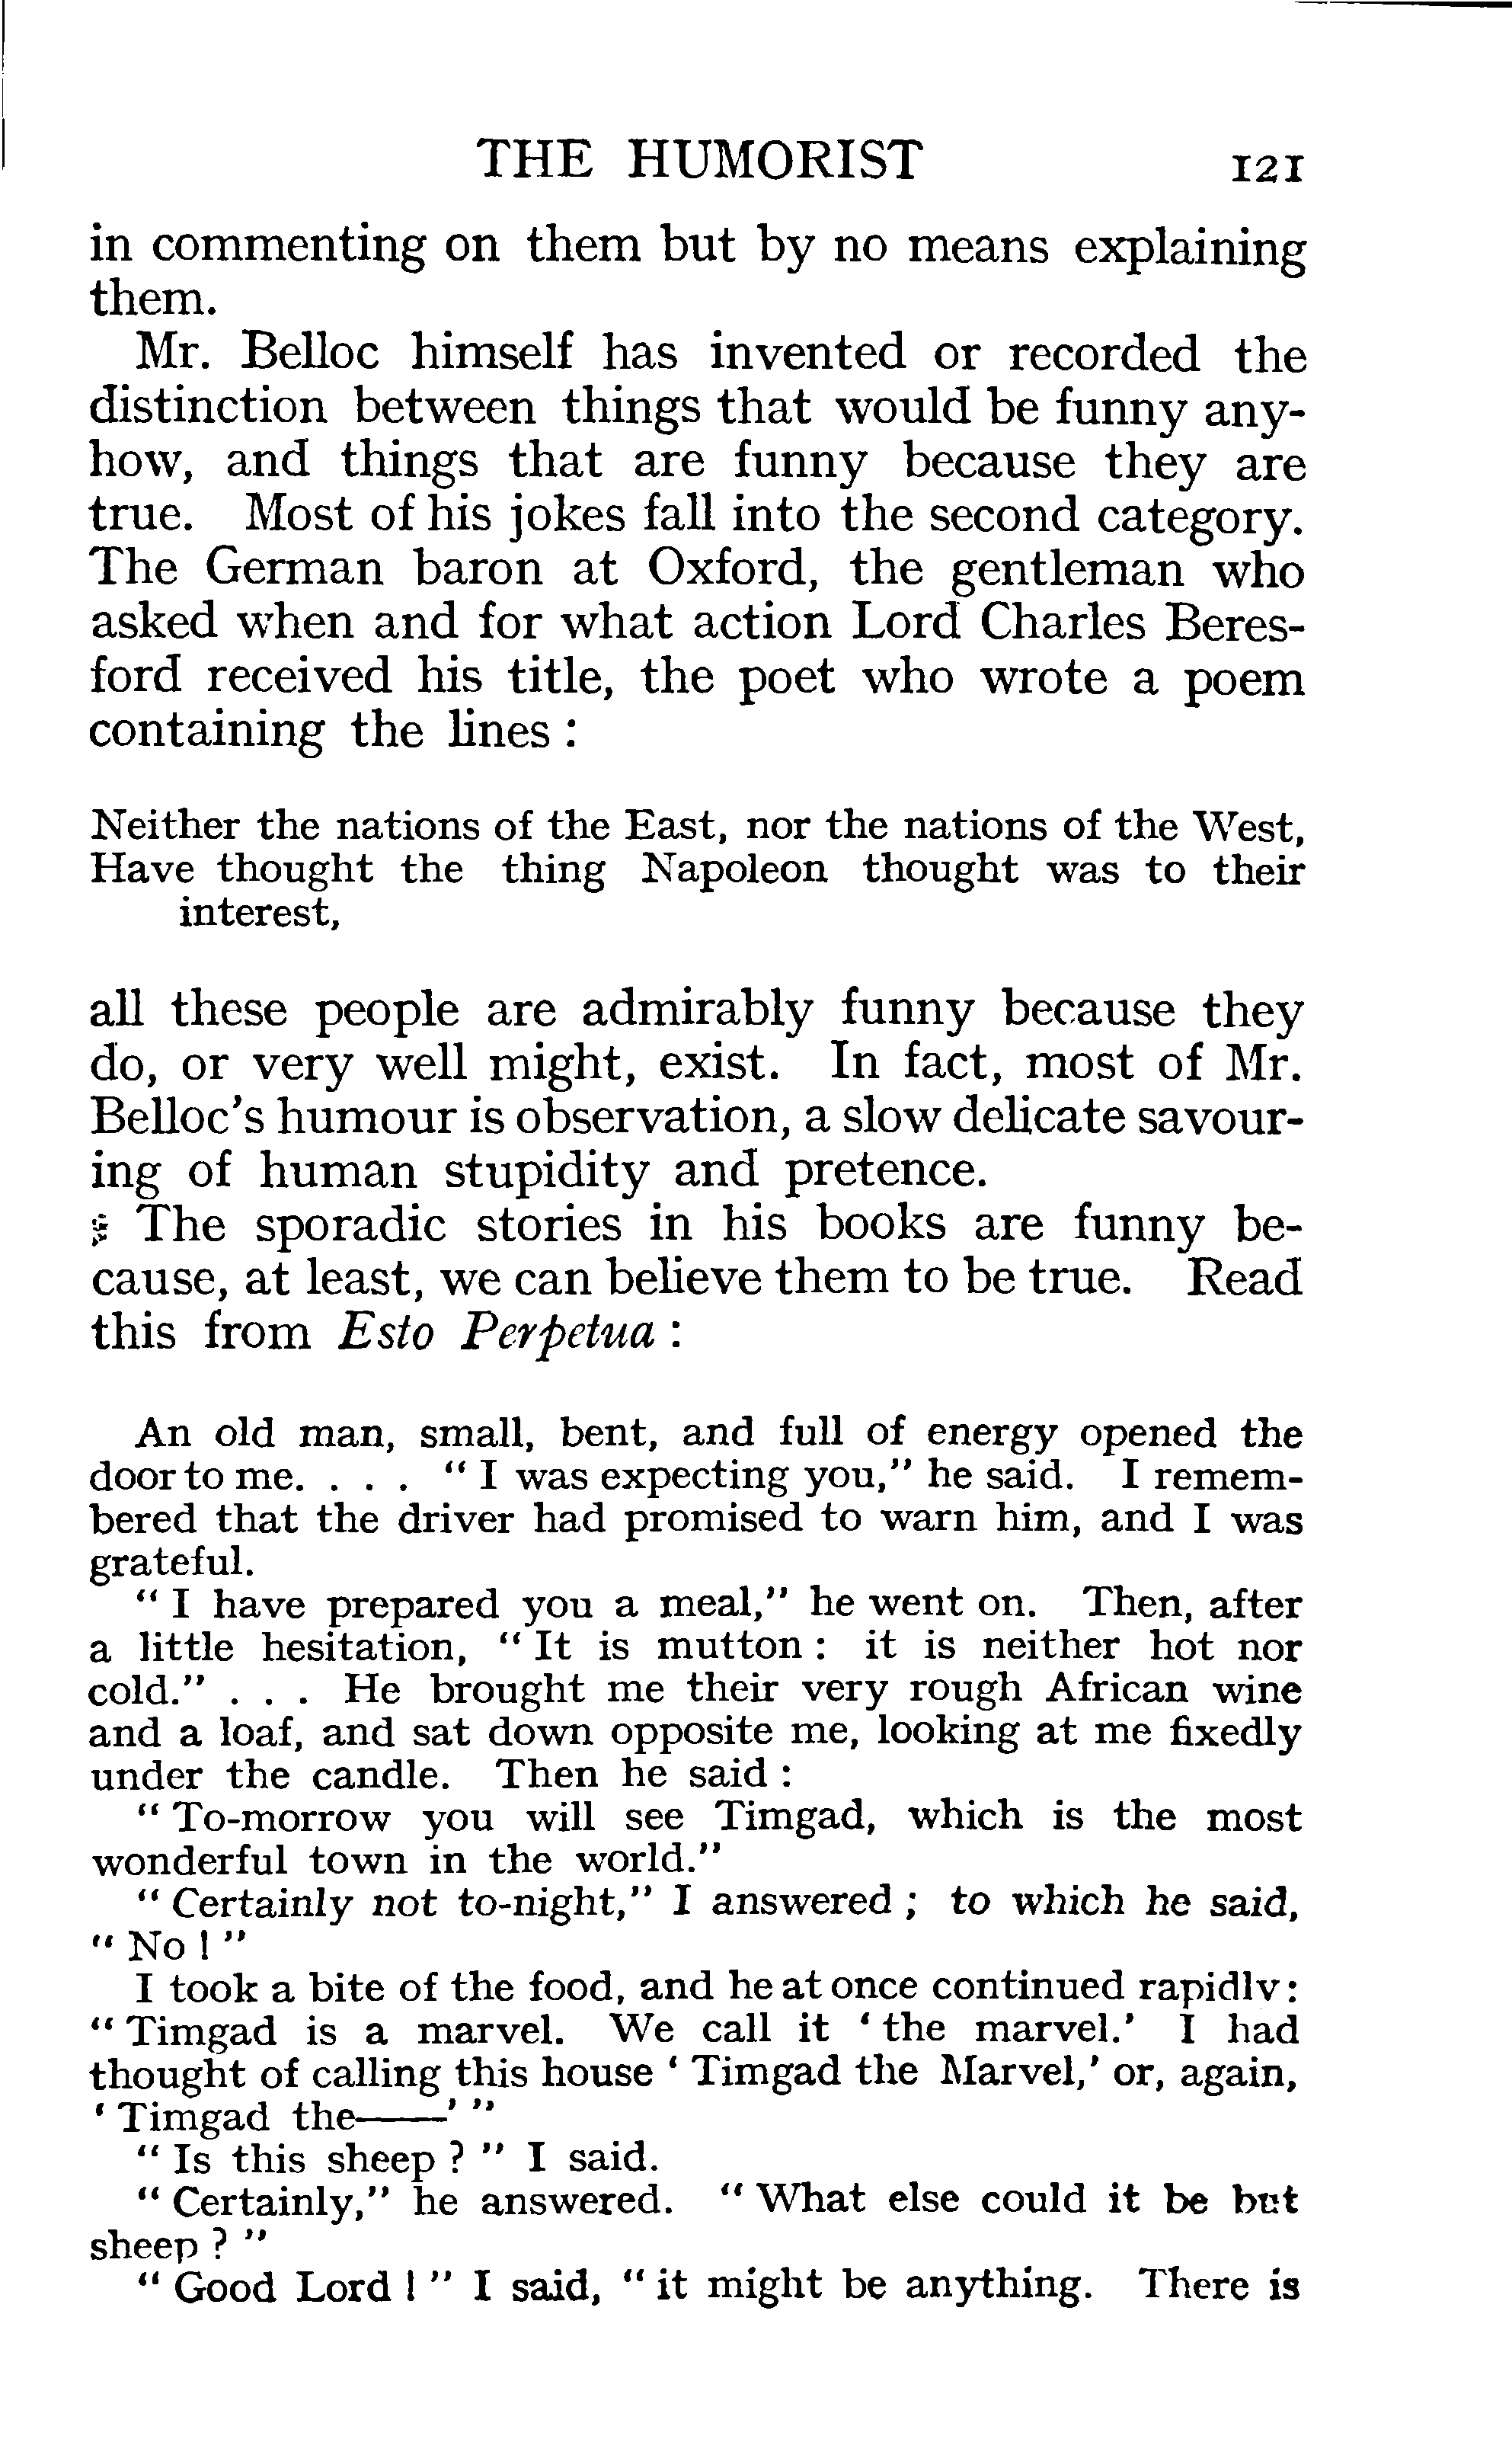 THE HUMORIST 121
in commenting on them but by no means explaining
them.
Mr. Belloc himself has invented or recorded the
distinction between things that would be funny any-
how, and things that are funny because they are
true. Most of his jokes fall into the second category.
The German baron at Oxford, the gentleman who
asked when and for what action Lord Charles Beres-
ford received his title, the poet who wrote a poem
containing the lines :
Neither the nations of the East, nor the nations of the West,
Have thought the thing Napoleon thought was to their
interest,
all these people are admirably funny because they
do, or very well might, exist. In fact, most of Mr.
Belloc's humour is observation, a slow delicate savour-
ing of human stupidity and pretence.
The sporadic stories in his books are funny be-
cause, at least, we can believe them to be true. Read
this from Esto Perpetua :
An old man, small, bent, and full of energy opened the
door to me. . . . "I was expecting you," he said. I remem-
bered that the driver had promised to warn him, and I was
grateful.
"I have prepared you a meal," he went on. Then, after
a little hesitation, "It is mutton : it is neither hot nor
cold." . . . He brought me their very rough African wine
and a loaf, and sat down opposite me, looking at me fixedly
under the candle. Then he said :
"To-morrow you will see Timgad, which is the most
wonderful town in the world."
"Certainly not to-night," I answered ; to which he said,
"No !"
I took a bite of the food, and he at once continued rapidly :
"Timgad is a marvel. We call it 'the marvel.' I had
thought of calling this house 'Timgad the Marvel,' or, again,
'Timgad the——' "
"Is this sheep ?" I said.
"Certainly," he answered. "What else could it be but
sheep ?"
"Good Lord !" I said, "it might be anything. There is